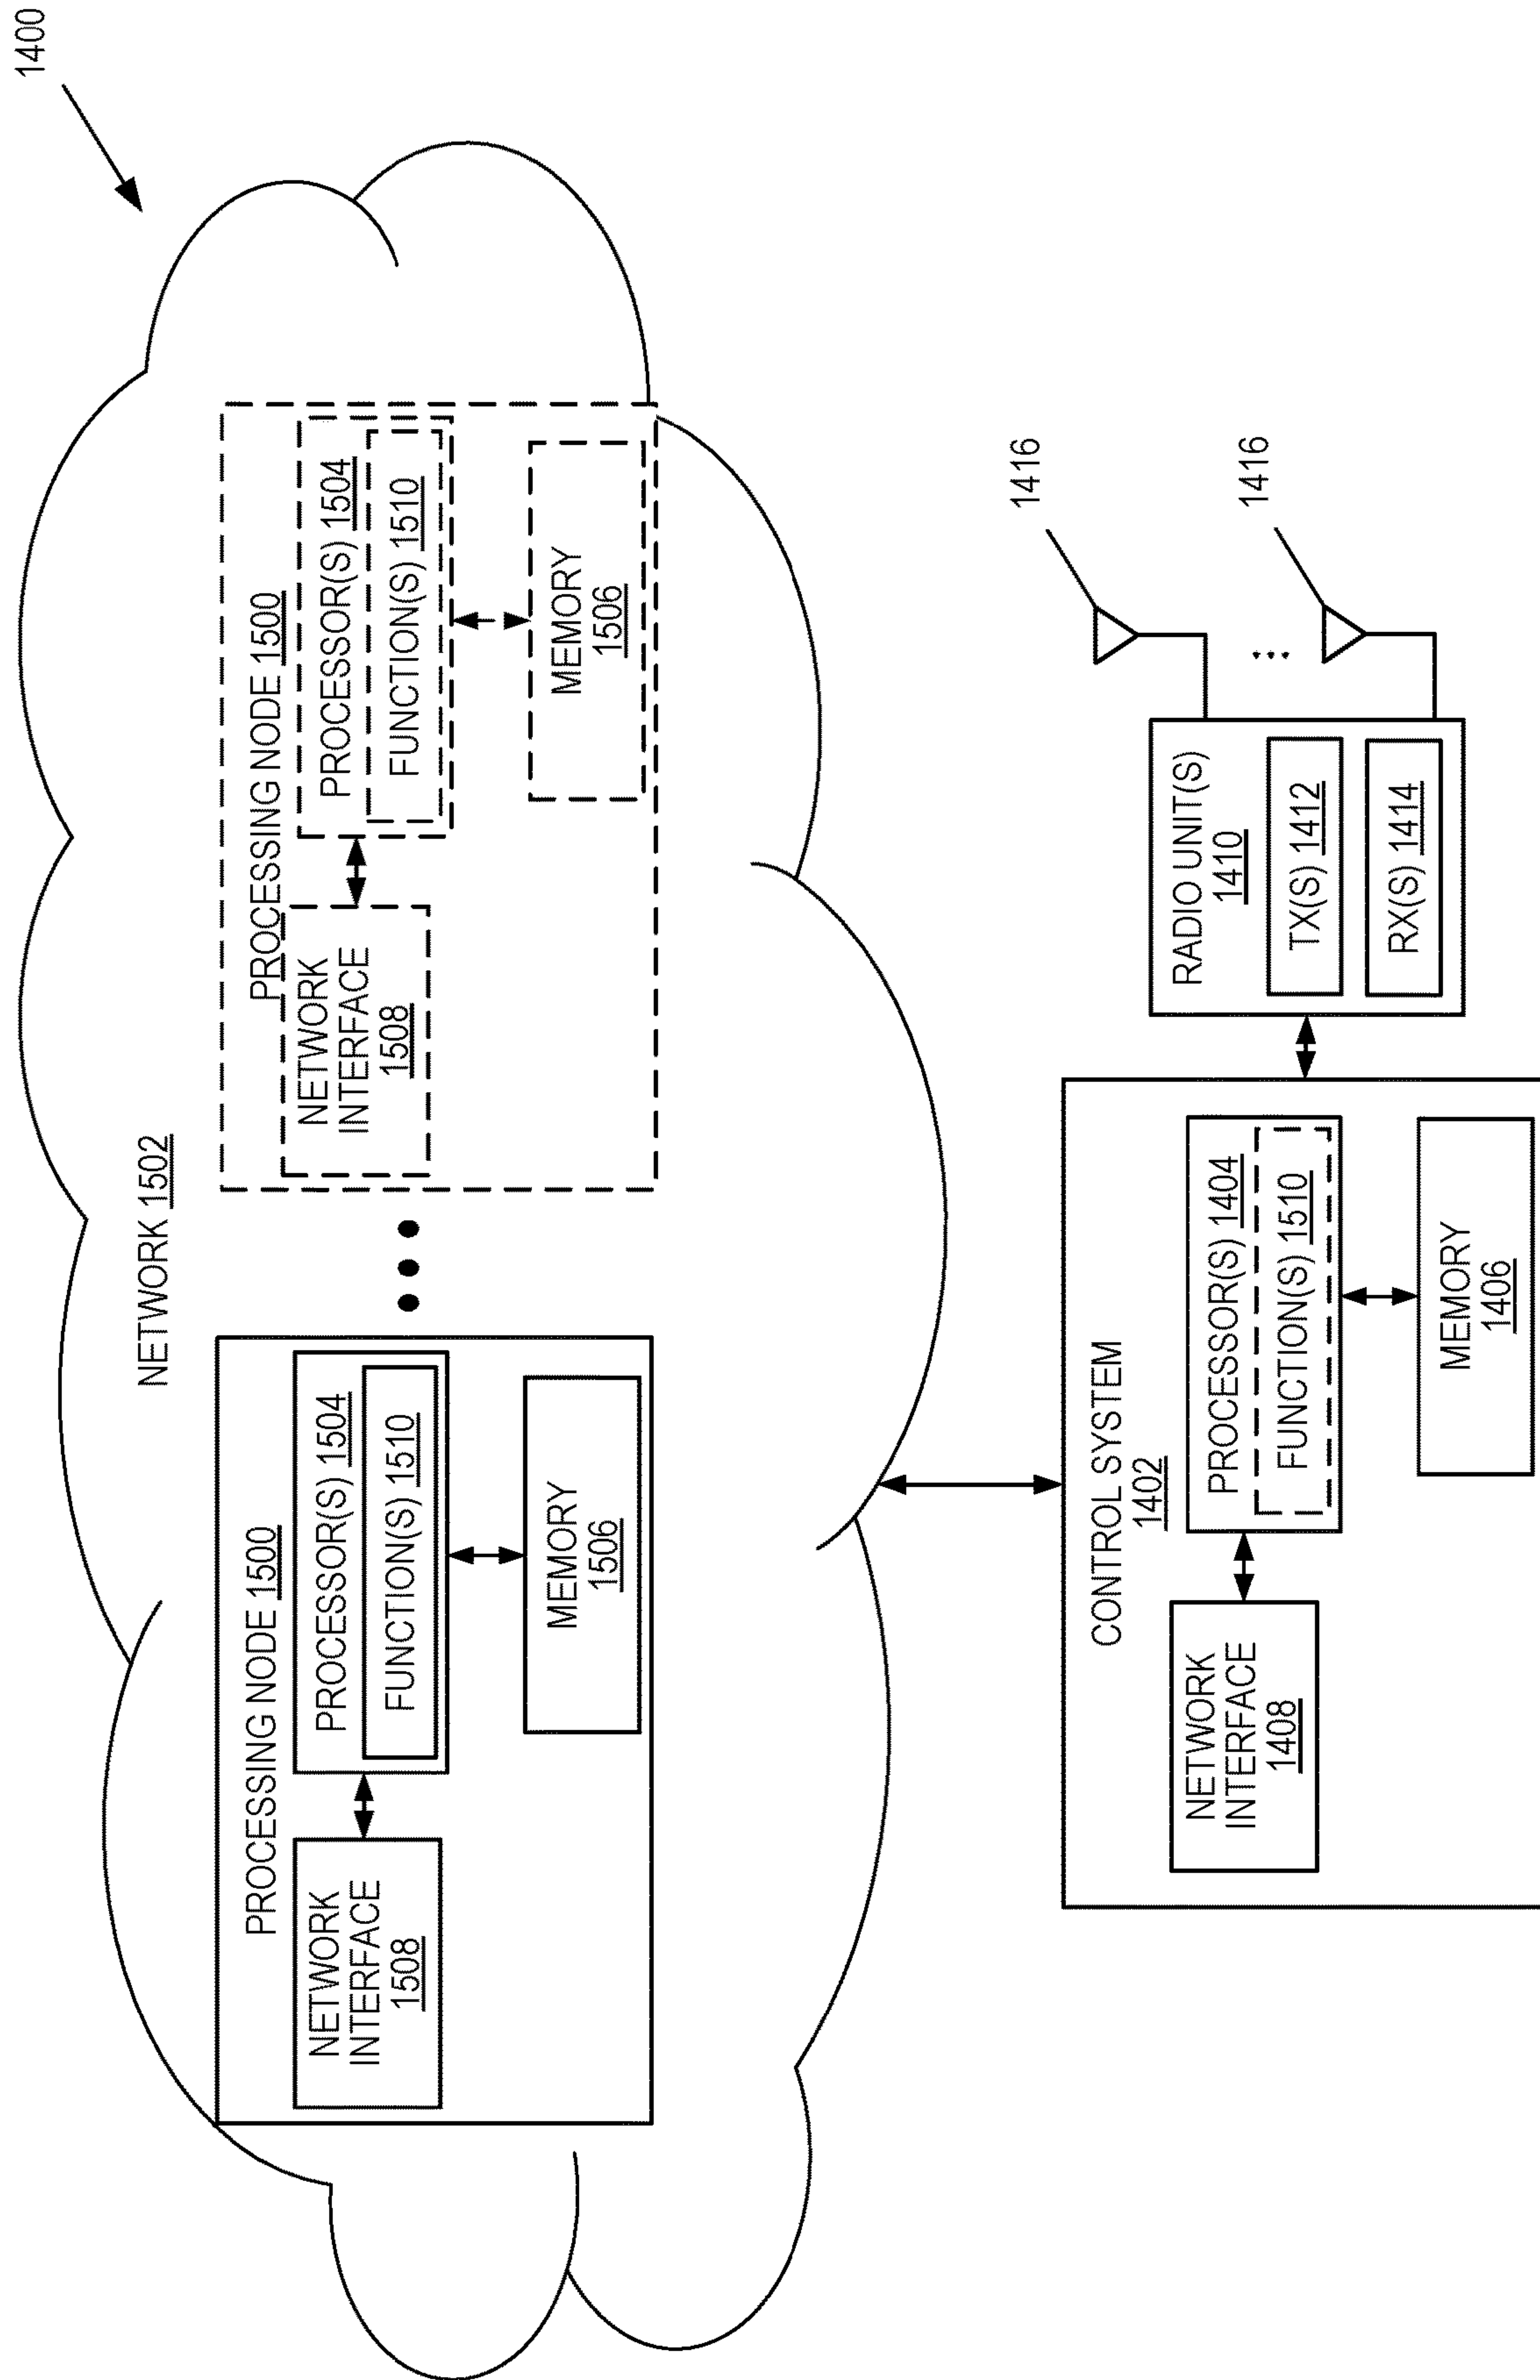 1400
NETWORK 1502
PROCESSING NODE 1500
NETWORK
INTERFACE
1508
PROCESSOR(S) 1504
FUNCTION(S) 1510
MEMORY
1506
PROCESSING NODE 1500
NETWORK
INTERFACE
1508
PROCESSOR(S) 1504
FUNCTION(S) 1510
MEMORY
1506
CONTROL SYSTEM
1402
NETWORK
INTERFACE
1408
PROCESSOR(S) 1404
FUNCTION(S) 1510
MEMORY
1406
RADIO UNIT(S)
1410
TX(S) 1412
RX(S) 1414
1416
1416